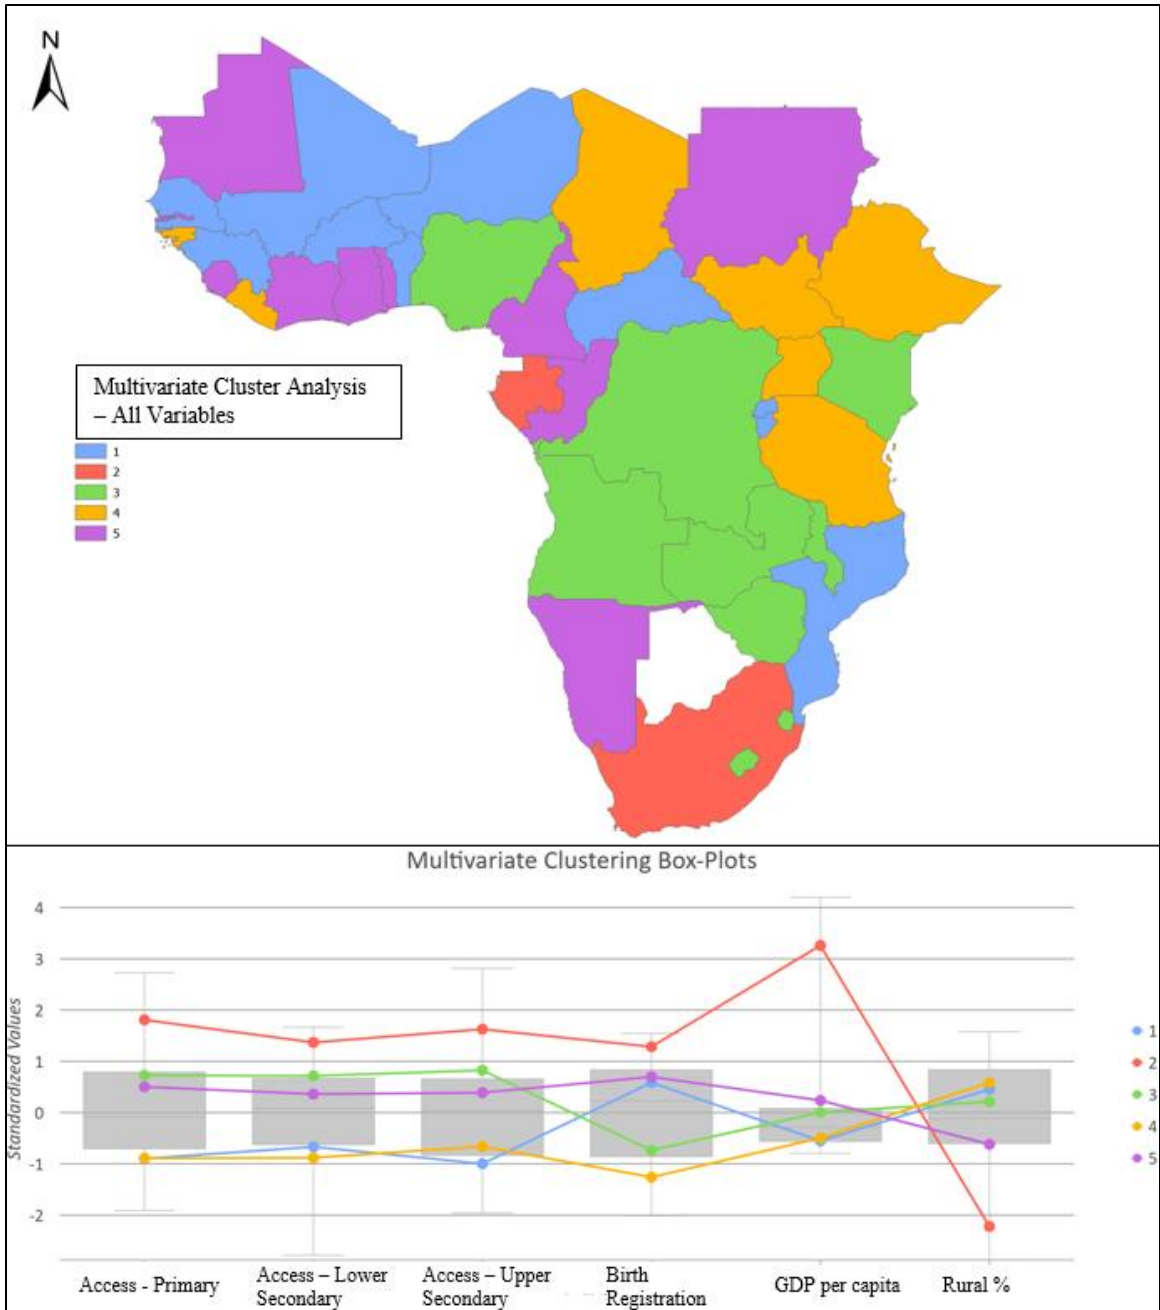 N
Multivariate Cluster Analysis
– All Variables
1
2
3
4
5
Multivariate Clustering Box-Plots
Standardized Values
4
3
2
1
0
-1
-2
1
2
3
4
5
Access - Primary
Access – Lower
Secondary
Access – Upper
Secondary
Birth
Registration
GDP per capita
Rural %